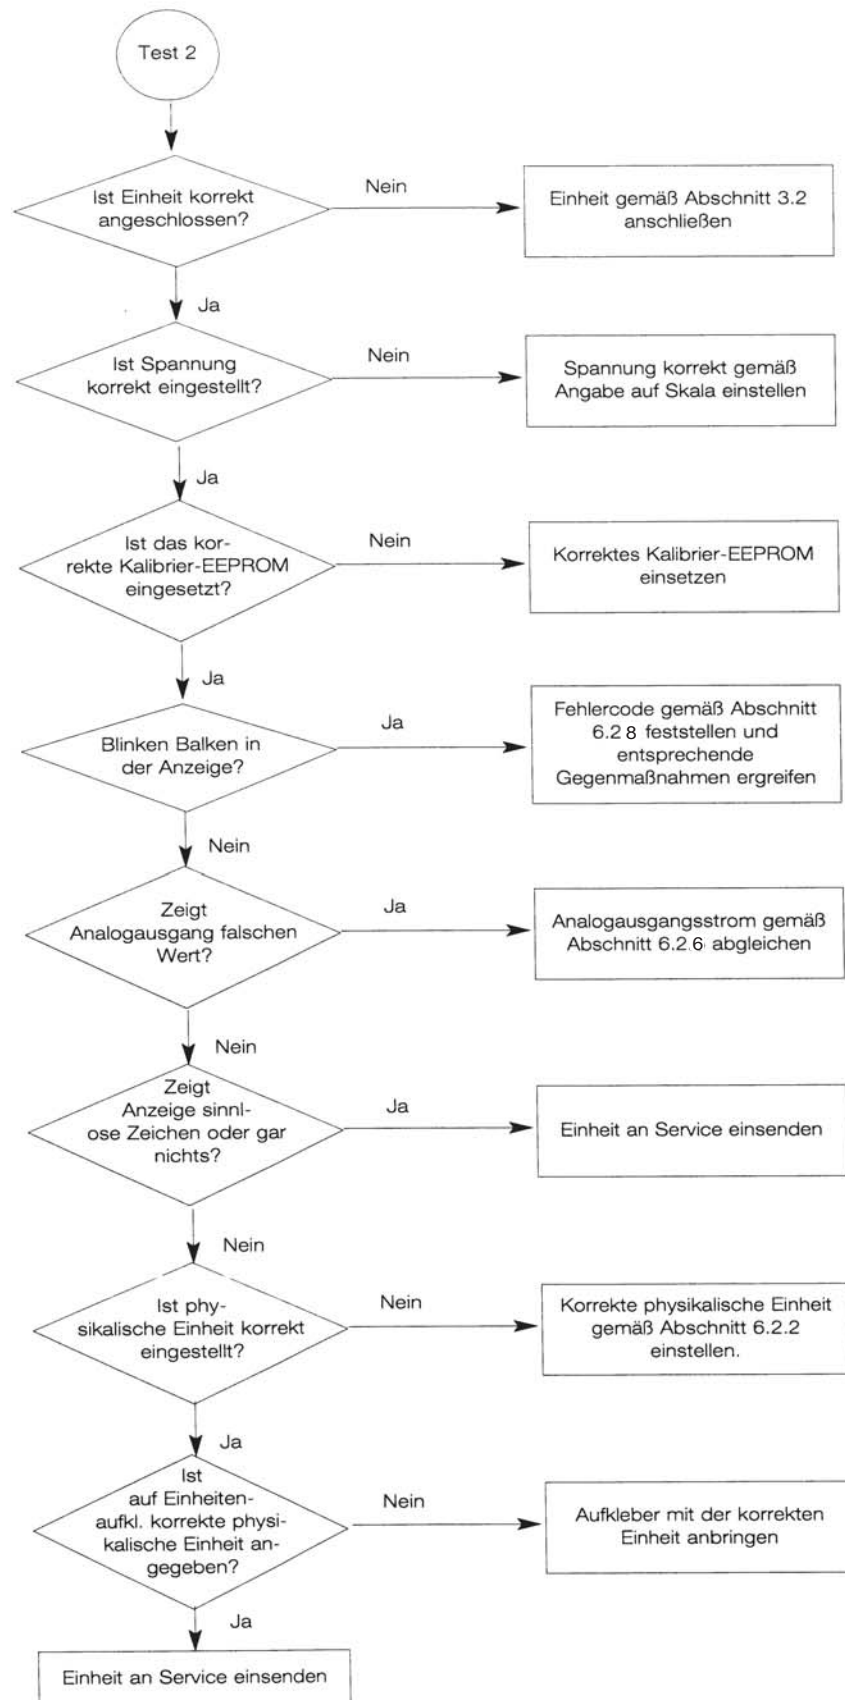 Test 2
Ist Einheit korrekt
angeschlossen?
Nein
Einheit gemäß Abschnitt 3.2
anschließen
Ja
Ist Spannung
korrekt eingestellt?
Nein
Spannung korrekt gemäß
Angabe auf Skala einstellen
Ja
Ist das kor-
rekte Kalibrier-EEPROM
eingesetzt?
Nein
Korrektes Kalibrier-EEPROM
einsetzen
Ja
Blinken Balken in
der Anzeige?
Ja
Fehlercode gemäß Abschnitt
6.2 8 feststellen und
entsprechende
Gegenmaßnahmen ergreifen
Nein
Zeigt
Analogausgang falschen
Wert?
Ja
Analogausgangsstrom gemäß
Abschnitt 6.2.6 abgleichen
Nein
Zeigt
Anzeige sinnl-
ose Zeichen oder gar
nichts?
Ja
Einheit an Service einsenden
Nein
Ist phy-
sikalische Einheit korrekt
eingestellt?
Nein
Korrekte physikalische Einheit
gemäß Abschnitt 6.2.2
einstellen.
Ja
Ist
auf Einheiten-
aufkl. korrekte physi-
kalische Einheit an-
gegeben?
Nein
Aufkleber mit der korrekten
Einheit anbringen
Ja
Einheit an Service einsenden